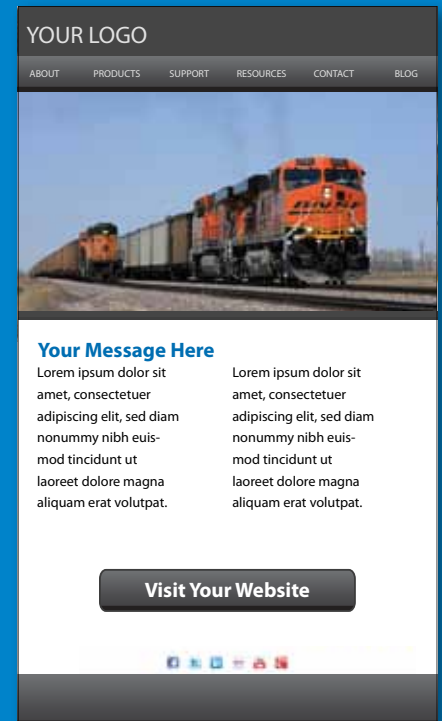 YOUR LOGO
ABOUT PRODUCTS SUPPORT RESOURCES CONTACT BLOG
BNSF
Your Message Here
Lorem ipsum dolor sit
amet, consectetuer
adipiscing elit, sed diam
nonummy nibh euis-
mod tincidunt ut
laoreet dolore magna
aliquam erat volutpat.
Lorem ipsum dolor sit
amet, consectetuer
adipiscing elit, sed diam
nonummy nibh euis-
mod tincidunt ut
laoreet dolore magna
aliquam erat volutpat.
Visit Your Website